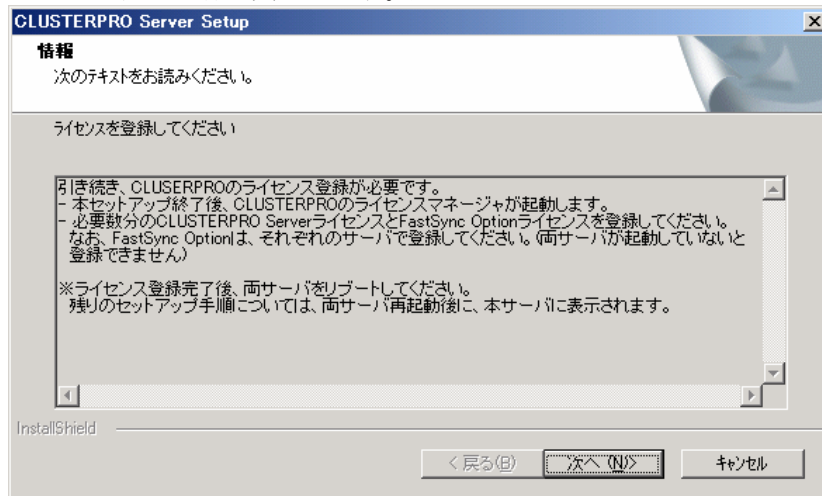 CLUSTERPRO Server Setup
情報
次のテキストをお読みください。
ライセンスを登録してください
引き続き、CLUSERPROのライセンス登録が必要です。
- 本セットアップ終了後、CLUSTERPROのライセンスマネージャが起動します。
- 必要数分のCLUSTERPRO ServerライセンスとFastSync Optionライセンスを登録してください。
なお、FastSync Optionは、それぞれのサーバで登録してください。(両サーバが起動していないと
登録できません)
※ライセンス登録完了後、両サーバをリブートしてください。
残りのセットアップ手順については、両サーバ再起動後に、本サーバに表示されます。
InstallShield
< 戻る(B)
次へ (N)>
キャンセル